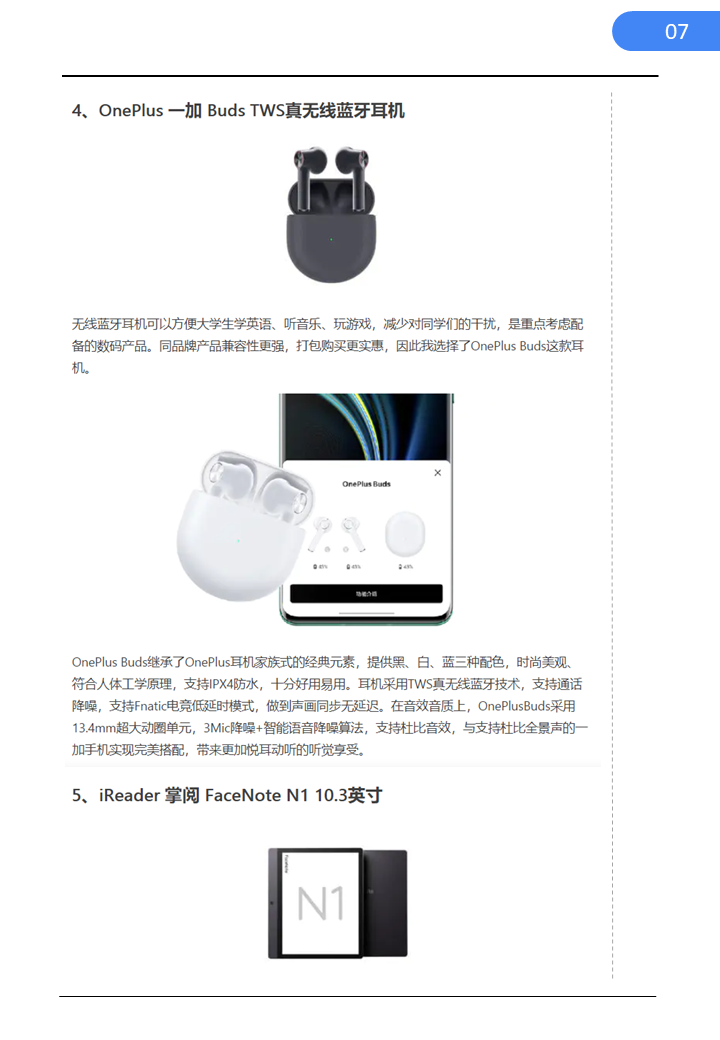 07
4、OnePlus 一加 Buds TWS真无线蓝牙耳机
无线蓝牙耳机可以方便大学生学英语、听音乐、玩游戏，减少对同学们的干扰，是重点考虑配
备的数码产品。同品牌产品兼容性更强，打包购买更实惠，因此我选择了OnePlus Buds这款耳
机。
OnePlus Buds
功能介绍
OnePlus Buds继承了OnePlus耳机家族式的经典元素，提供黑、白、蓝三种配色，时尚美观、
符合人体工学原理，支持IPX4防水，十分好用易用。耳机采用TWS真无线蓝牙技术，支持通话
降噪，支持Fnatic电竞低延时模式，做到声画同步无延迟。在音效音质上，OnePlusBuds采用
13.4mm超大动圈单元，3Mic降噪+智能语音降噪算法，支持杜比音效，与支持杜比全景声的一
加手机实现完美搭配，带来更加悦耳动听的听觉享受。
5、iReader 掌阅 FaceNote N1 10.3英寸
FaceNote
N1